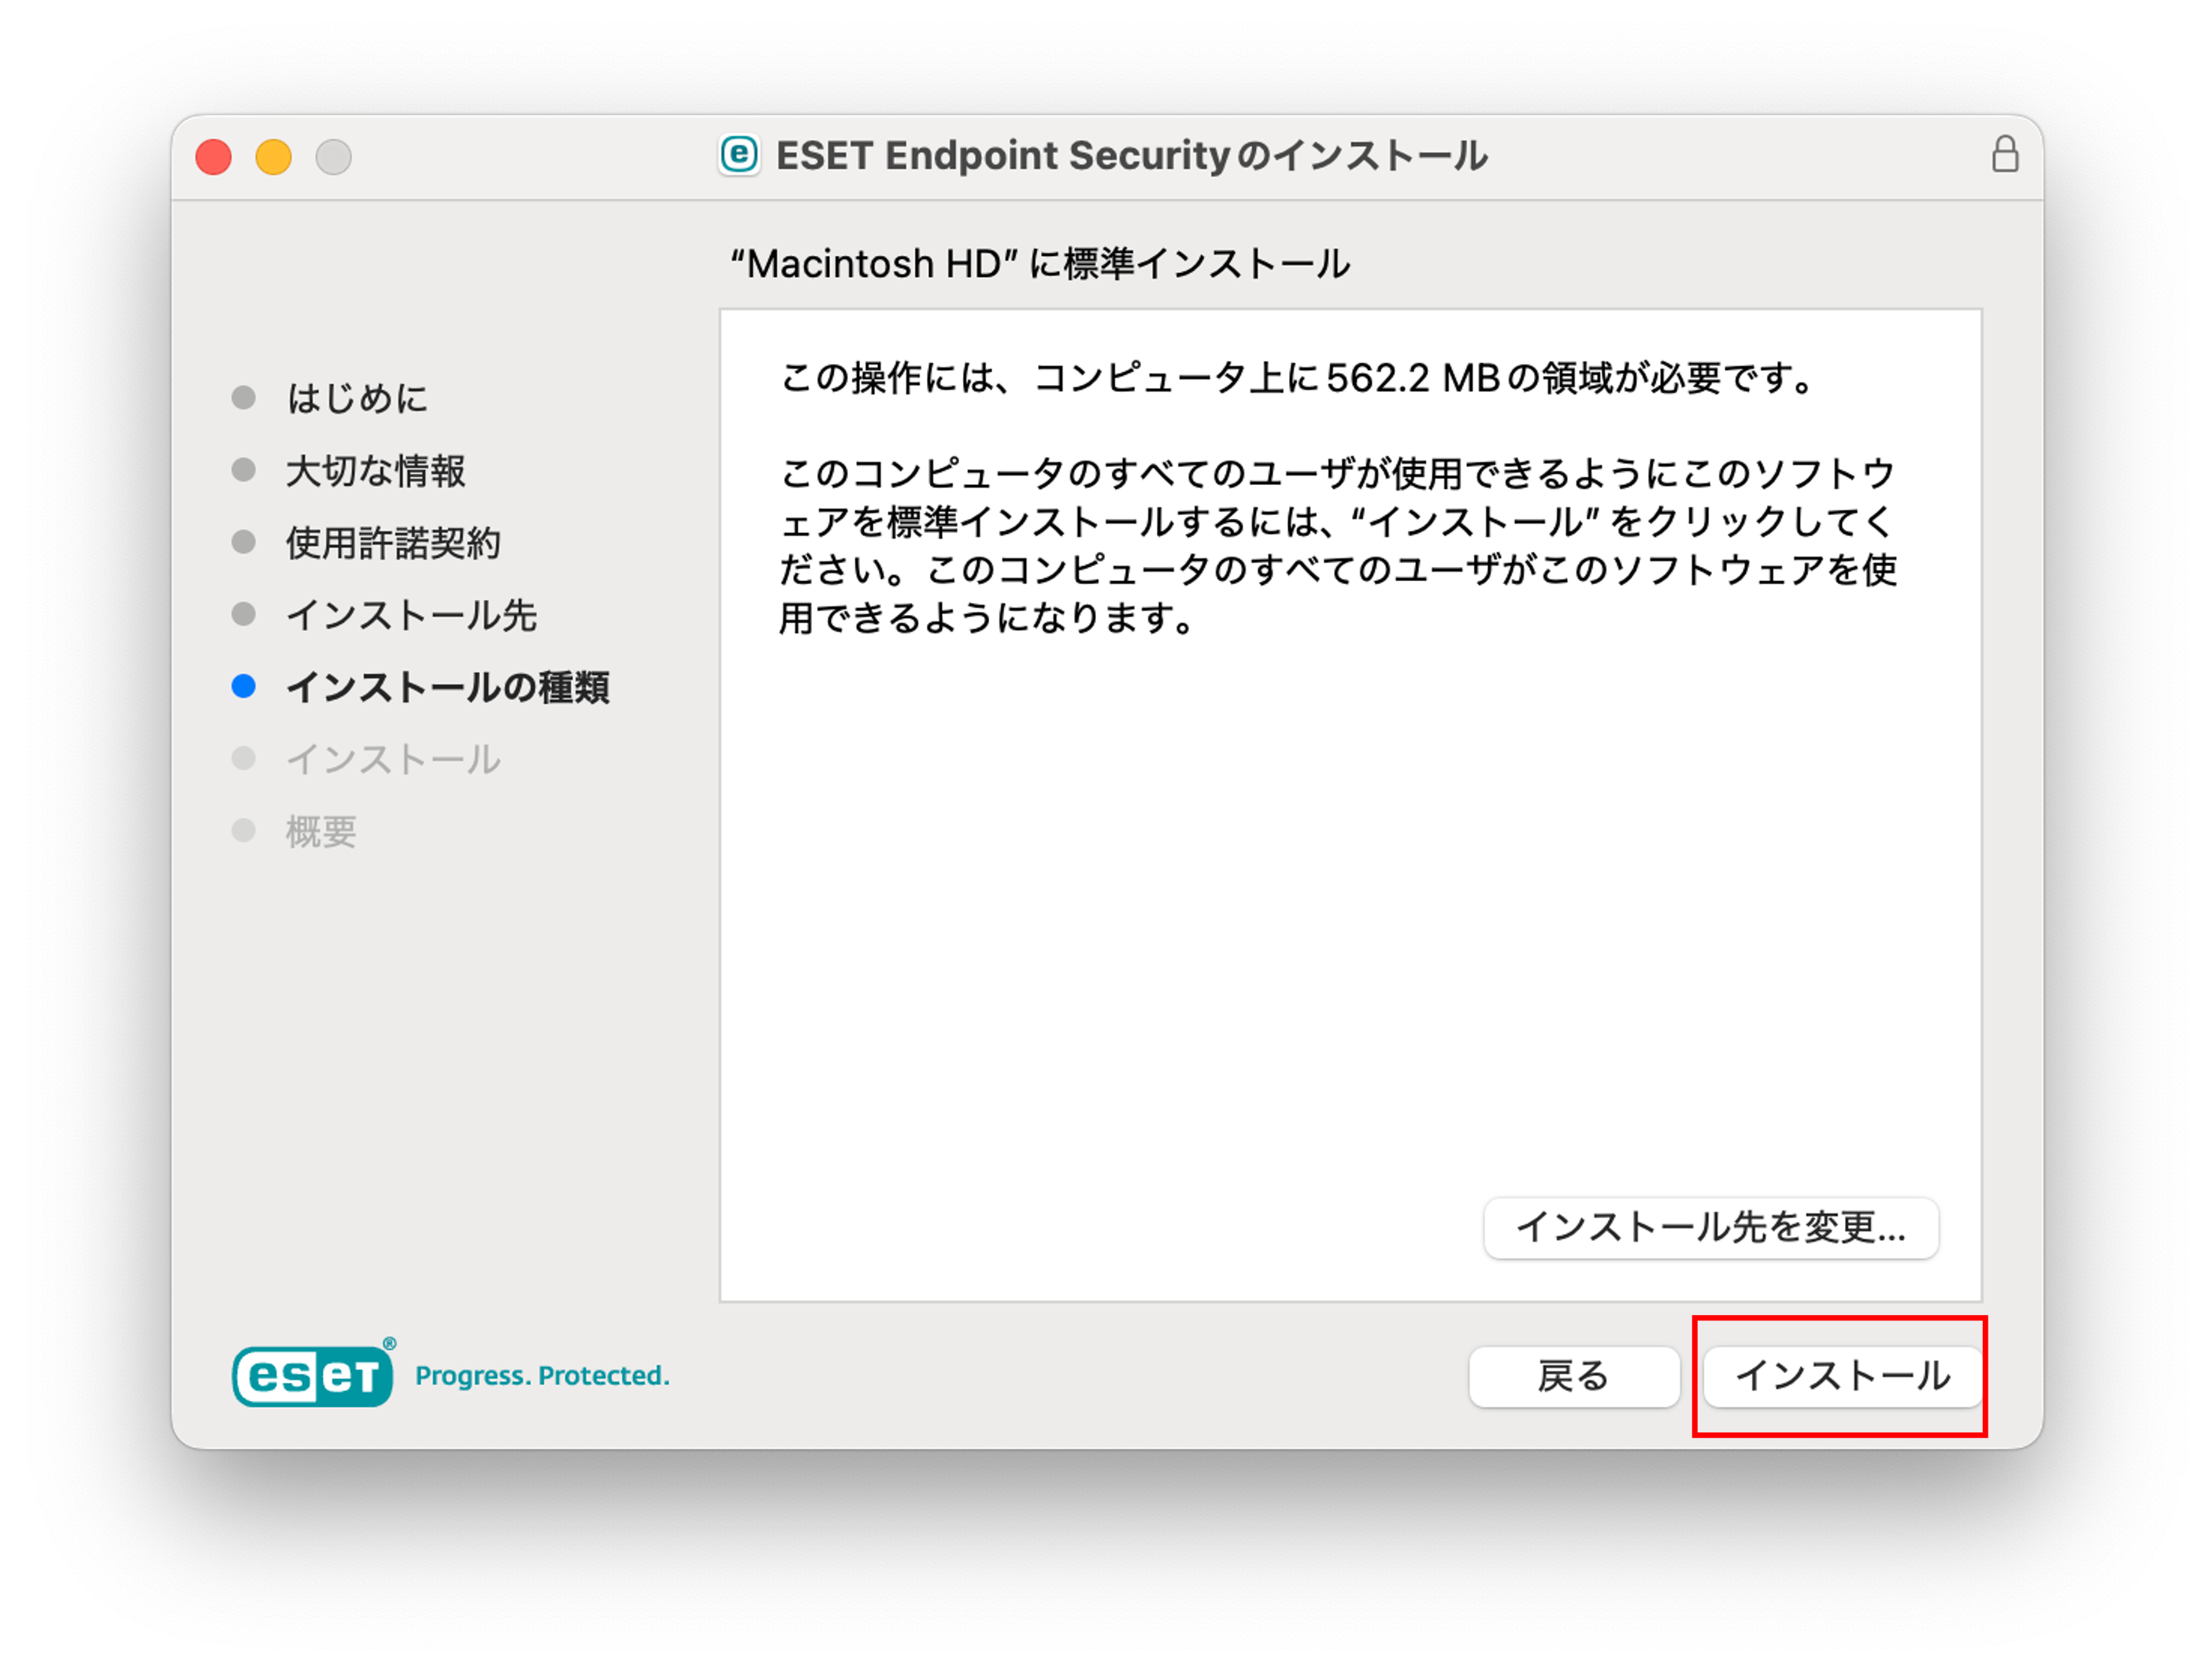 ESET Endpoint Securityのインストール
“Macintosh HD” に標準インストール
はじめに
大切な情報
使用許諾契約
インストール先
インストールの種類
インストール
概要
この操作には、コンピュータ上に562.2 MBの領域が必要です。
このコンピュータのすべてのユーザが使用できるようにこのソフトウ
ェアを標準インストールするには、“インストール” をクリックしてく
ださい。このコンピュータのすべてのユーザがこのソフトウェアを使
用できるようになります。
インストール先を変更...
eseT® Progress. Protected.
戻る
インストール